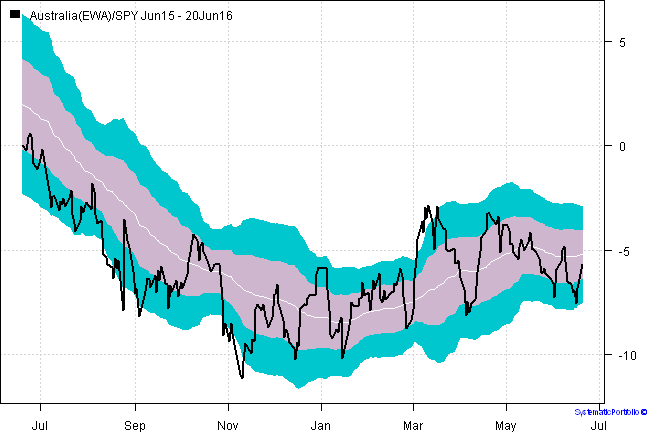 Australia(EWA)/SPY Jun15 - 20Jun16
5
0
-5
-10
Jul Sep Nov Jan Mar May Jul
SystematicPortfolio ©